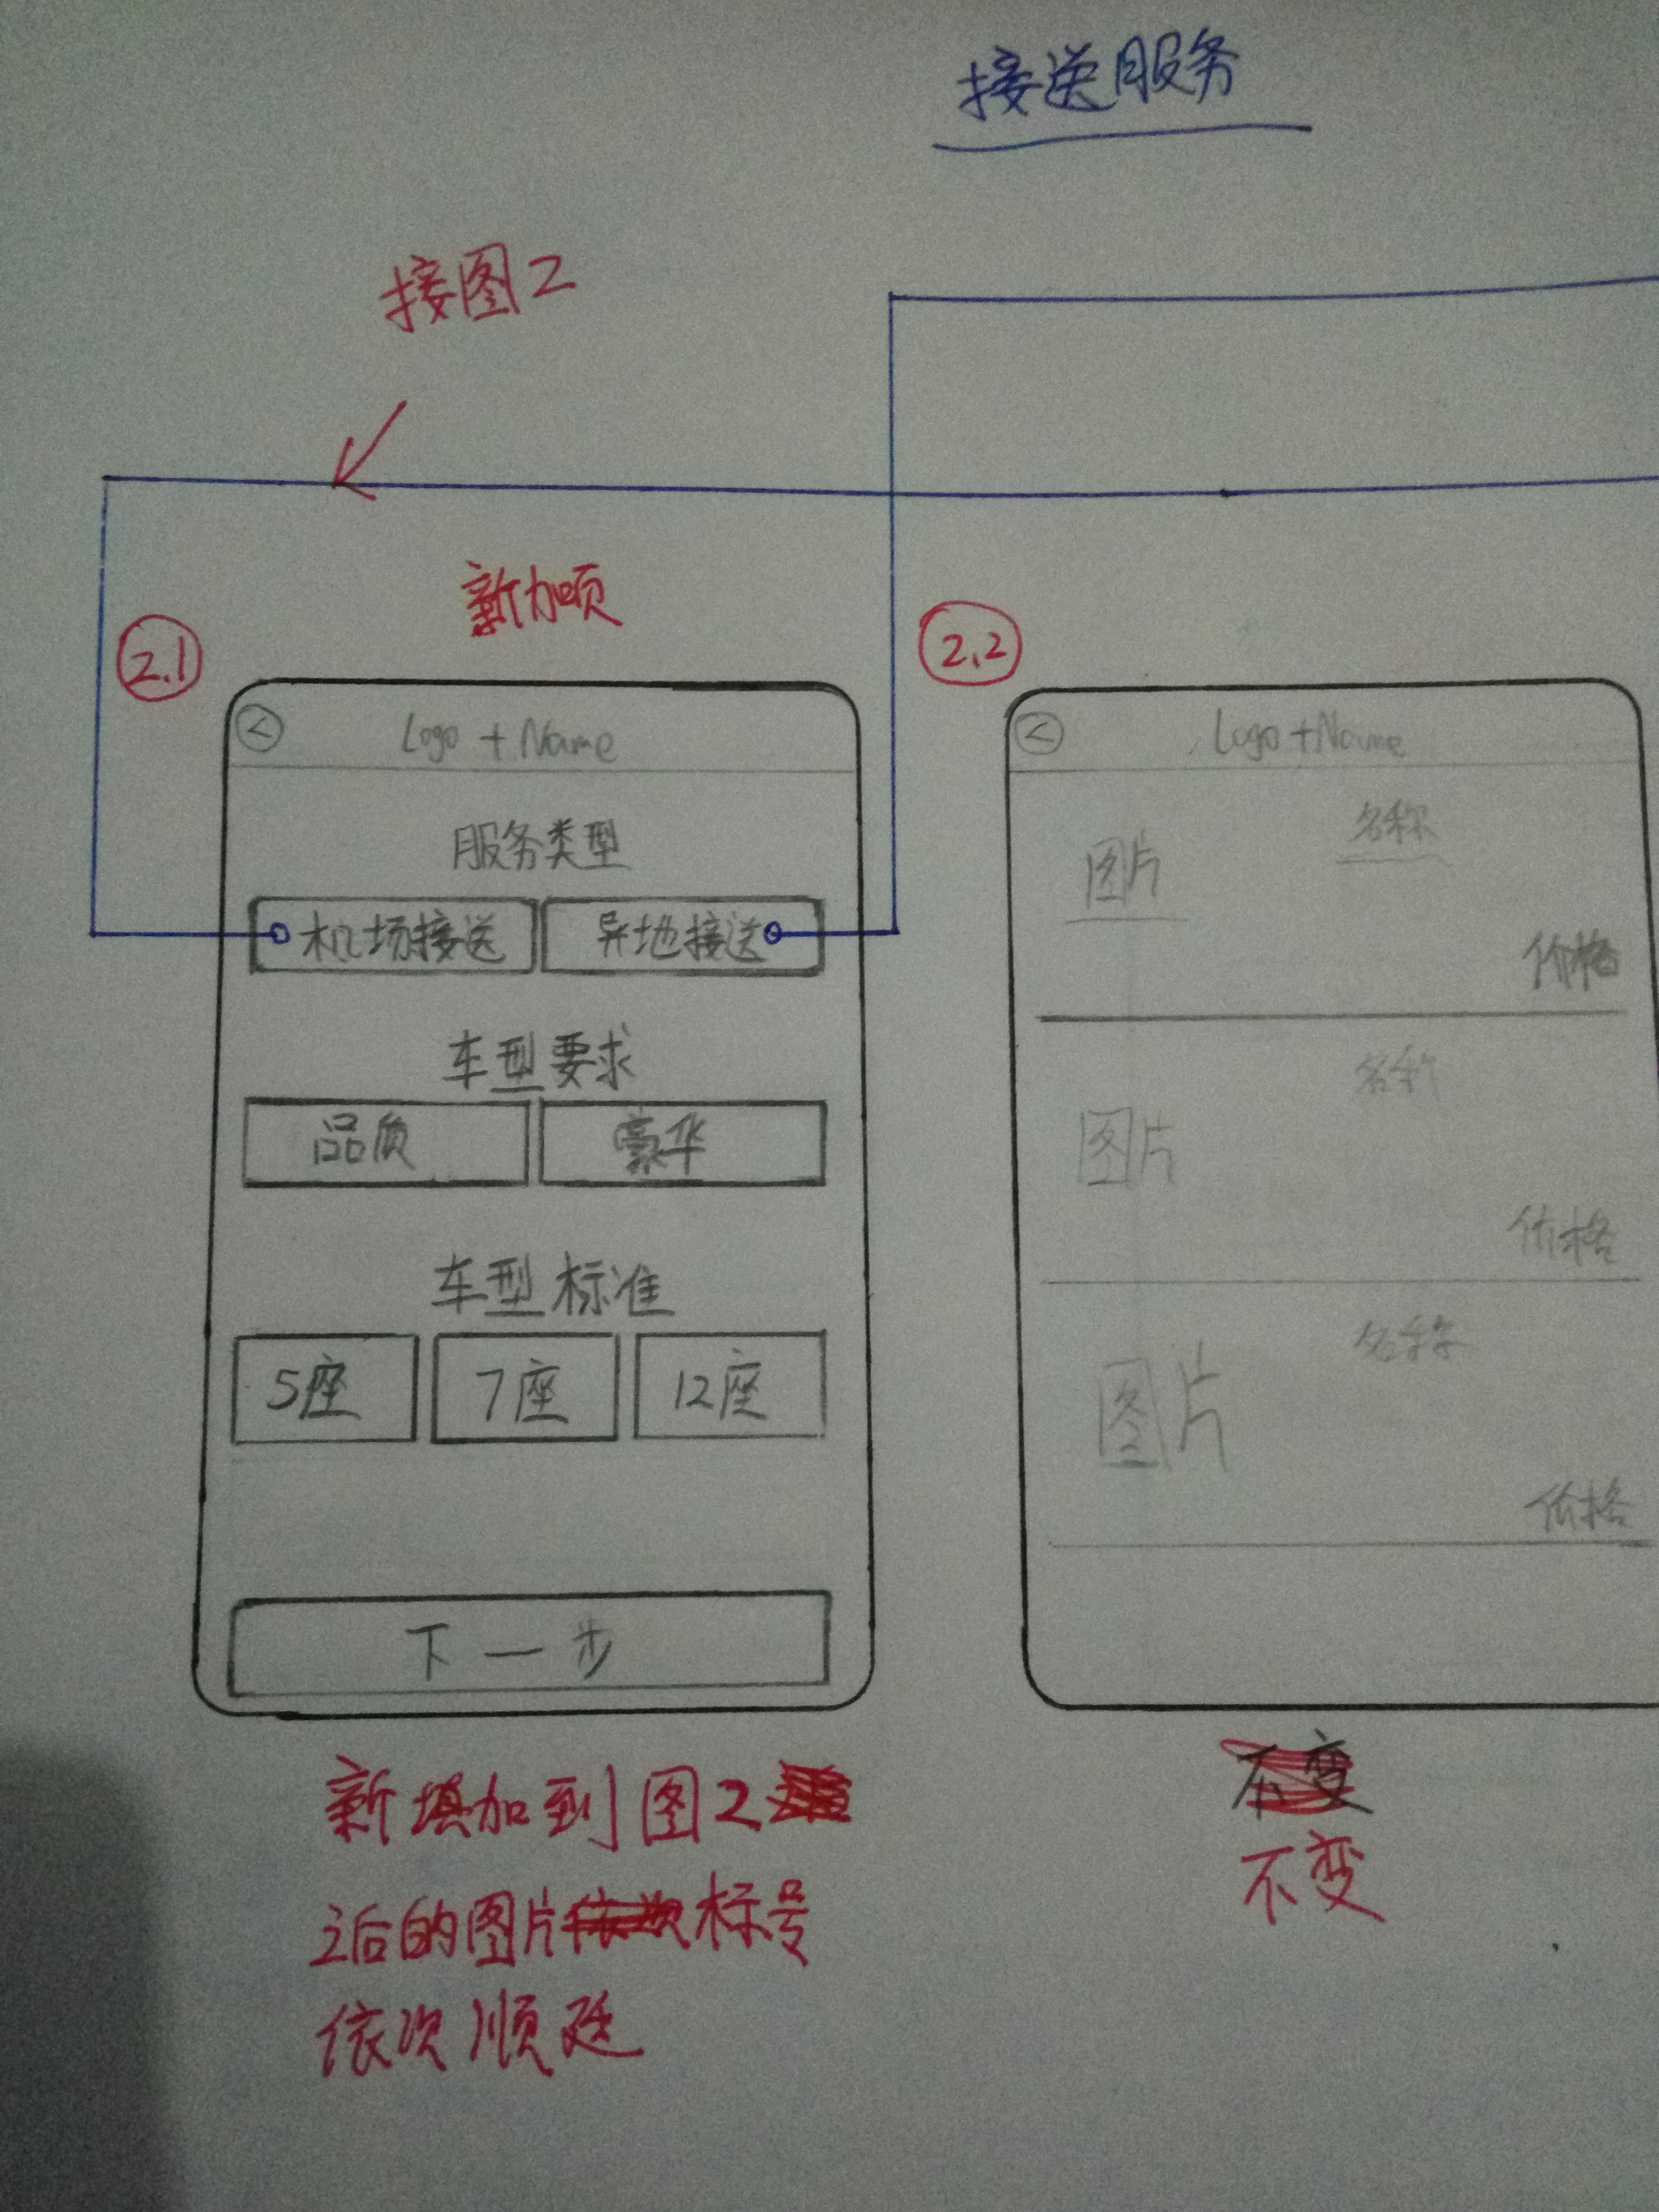 接送服务
接图2
新加页
2.1
< Logo + Name
服务类型
机场接送 异地接送
车型要求
品质 豪华
车型标准
5座 7座 12座
下一步
新填加到图2
之后的图片标号
依次顺延
2.2
< Logo + Name
名称
图片
价格
名称
图片
价格
名称
图片
价格
不变
不变